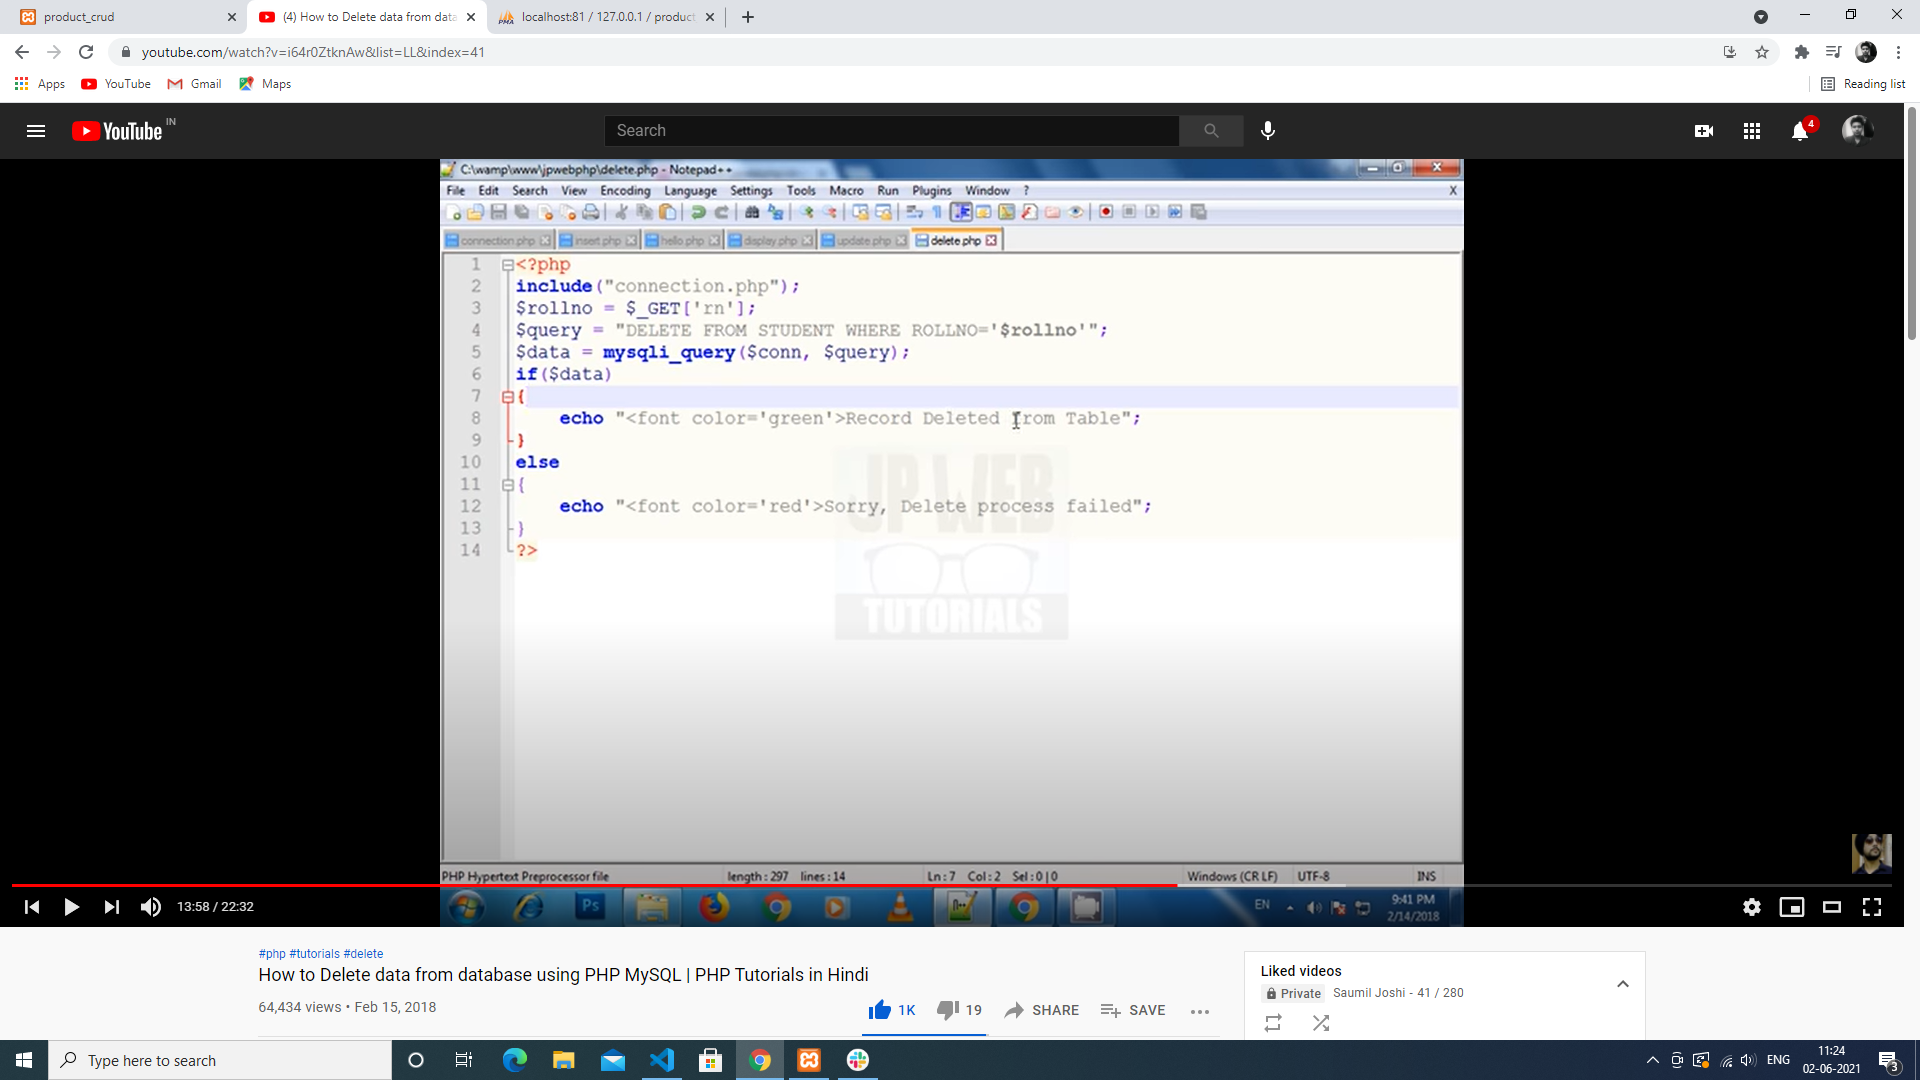 product_crud
(4) How to Delete data from data
localhost:81 / 127.0.0.1 / product
youtube.com/watch?v=i64r0ZtknAw&list=LL&index=41
Apps
YouTube
Gmail
Maps
Reading list
YouTube IN
Search
4
C:\wamp\www\jpwebphp\delete.php - Notepad++
File Edit Search View Encoding Language Settings Tools Macro Run Plugins Window ? X
connection.php insert.php hello.php display.php update.php delete.php
1 <?php
2 include("connection.php");
3 $rollno = $_GET['rn'];
4 $query = "DELETE FROM STUDENT WHERE ROLLNO='$rollno'";
5 $data = mysqli_query($conn, $query);
6 if($data)
7 {
8 echo "<font color='green'>Record Deleted from Table";
9 }
10 else
11 {
12 echo "<font color='red'>Sorry, Delete process failed";
13 }
14 ?>
JP WEB
TUTORIALS
PHP Hypertext Preprocessor file length : 297 lines : 14 Ln : 7 Col : 2 Sel : 0 | 0 Windows (CR LF) UTF-8 INS
Ps
EN
9:41 PM
2/14/2018
13:58 / 22:32
#php #tutorials #delete
How to Delete data from database using PHP MySQL | PHP Tutorials in Hindi
64,434 views • Feb 15, 2018
1K
19
SHARE
SAVE
Liked videos
Private Saumil Joshi - 41 / 280
Type here to search
ENG
11:24
02-06-2021
3